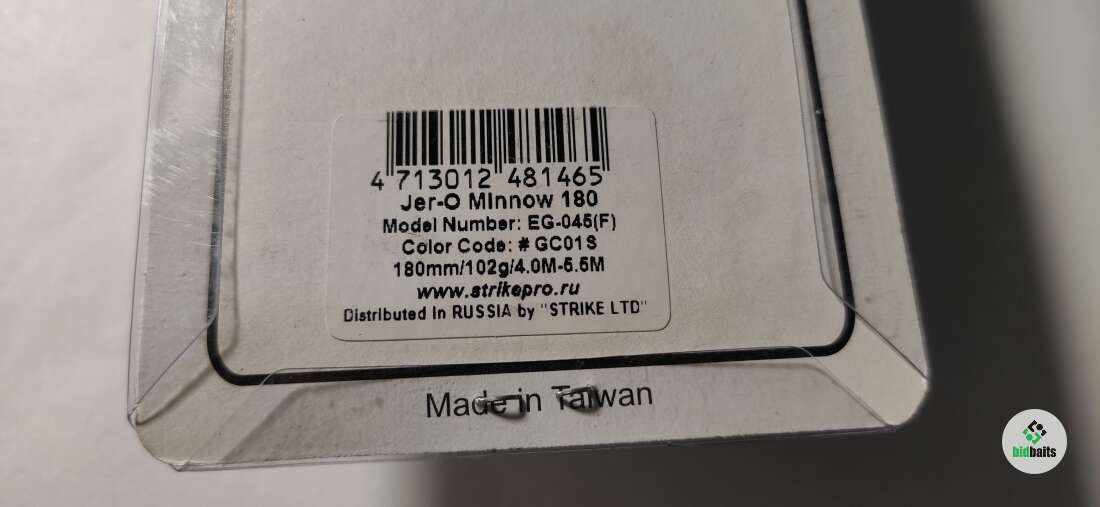 4 713012 481465
Jer-O Minnow 180
Model Number: EG-045(F)
Color Code: # GC01S
180mm/102g/4.0M-5.5M
www.strikepro.ru
Distributed in RUSSIA by "STRIKE LTD"
Made in Taiwan
bidbaits